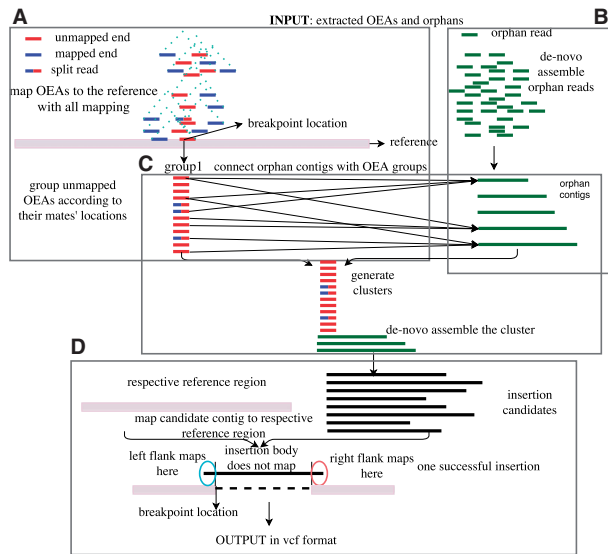 INPUT: extracted OEAs and orphans
A
unmapped end
mapped end
split read
map OEAs to the reference
with all mapping
breakpoint location
reference
group unmapped
OEAs according to
their mates' locations
B
orphan read
de-novo
assemble
orphan reads
C
group1
connect orphan contigs with OEA groups
orphan
contigs
generate
clusters
de-novo assemble the cluster
D
respective reference region
insertion
candidates
map candidate contig to respective
reference region
left flank maps
here
insertion body
does not map
right flank maps
here
one successful insertion
breakpoint location
OUTPUT in vcf format